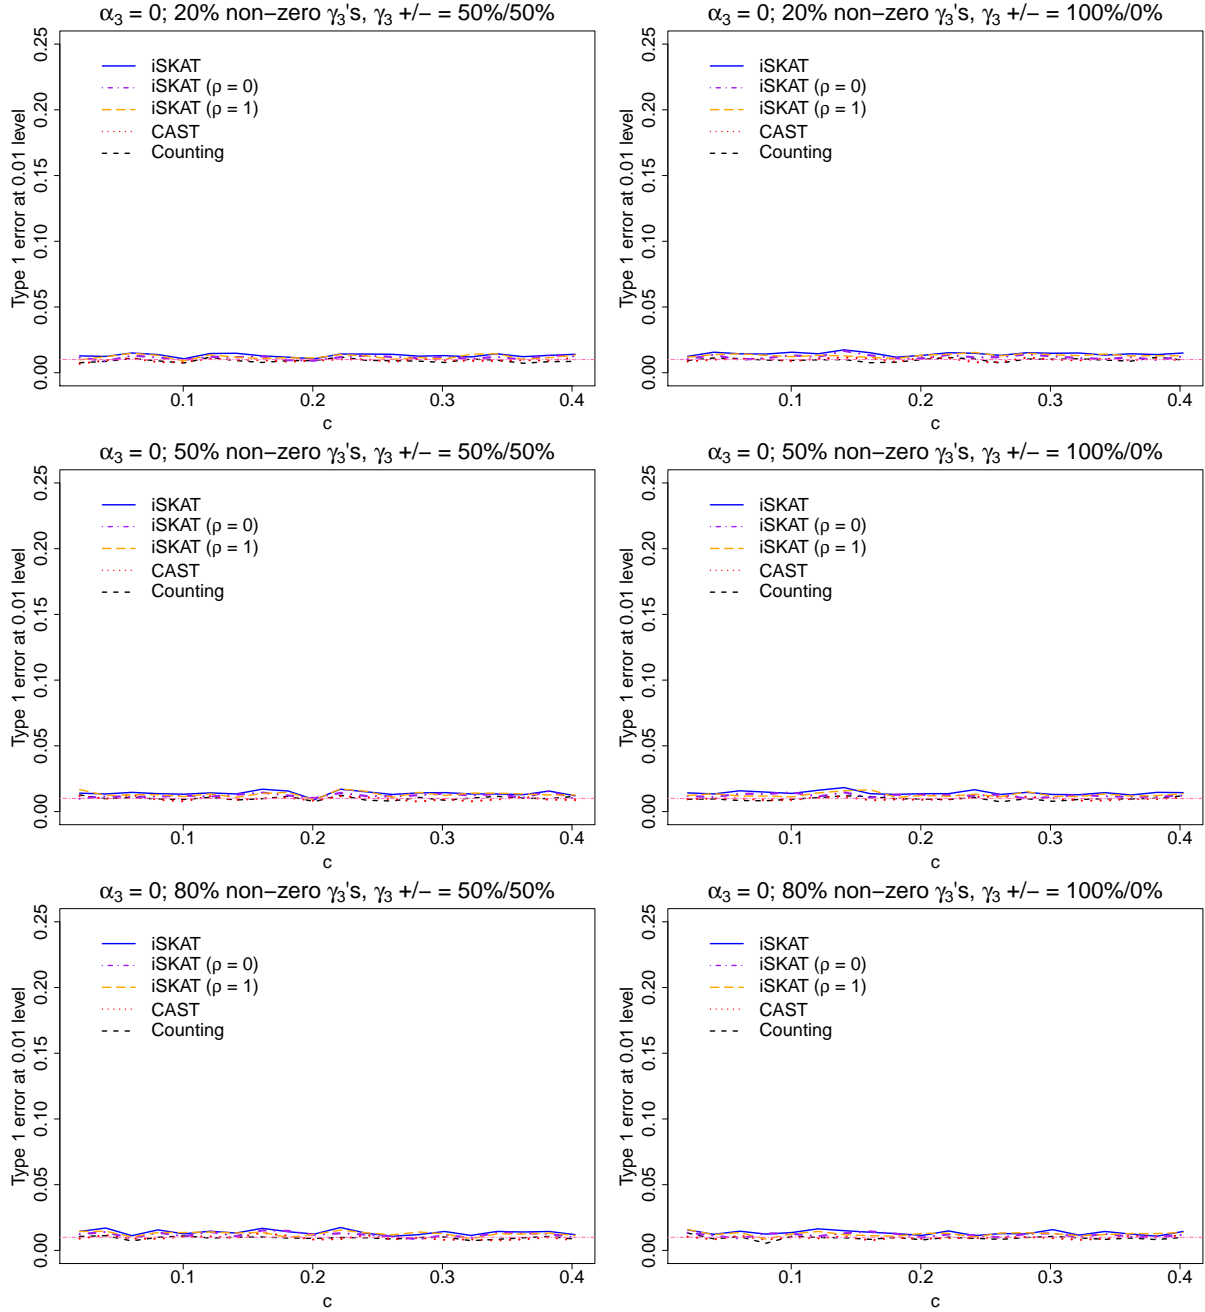 α₃ = 0; 20% non−zero γ₃'s, γ₃ +/− = 50%/50%
Type 1 error at 0.01 level
0.25
0.20
0.15
0.10
0.05
0.00
iSKAT
iSKAT (ρ = 0)
iSKAT (ρ = 1)
CAST
Counting
0.1 0.2 0.3 0.4
c
α₃ = 0; 20% non−zero γ₃'s, γ₃ +/− = 100%/0%
Type 1 error at 0.01 level
0.25
0.20
0.15
0.10
0.05
0.00
iSKAT
iSKAT (ρ = 0)
iSKAT (ρ = 1)
CAST
Counting
0.1 0.2 0.3 0.4
c
α₃ = 0; 50% non−zero γ₃'s, γ₃ +/− = 50%/50%
Type 1 error at 0.01 level
0.25
0.20
0.15
0.10
0.05
0.00
iSKAT
iSKAT (ρ = 0)
iSKAT (ρ = 1)
CAST
Counting
0.1 0.2 0.3 0.4
c
α₃ = 0; 50% non−zero γ₃'s, γ₃ +/− = 100%/0%
Type 1 error at 0.01 level
0.25
0.20
0.15
0.10
0.05
0.00
iSKAT
iSKAT (ρ = 0)
iSKAT (ρ = 1)
CAST
Counting
0.1 0.2 0.3 0.4
c
α₃ = 0; 80% non−zero γ₃'s, γ₃ +/− = 50%/50%
Type 1 error at 0.01 level
0.25
0.20
0.15
0.10
0.05
0.00
iSKAT
iSKAT (ρ = 0)
iSKAT (ρ = 1)
CAST
Counting
0.1 0.2 0.3 0.4
c
α₃ = 0; 80% non−zero γ₃'s, γ₃ +/− = 100%/0%
Type 1 error at 0.01 level
0.25
0.20
0.15
0.10
0.05
0.00
iSKAT
iSKAT (ρ = 0)
iSKAT (ρ = 1)
CAST
Counting
0.1 0.2 0.3 0.4
c